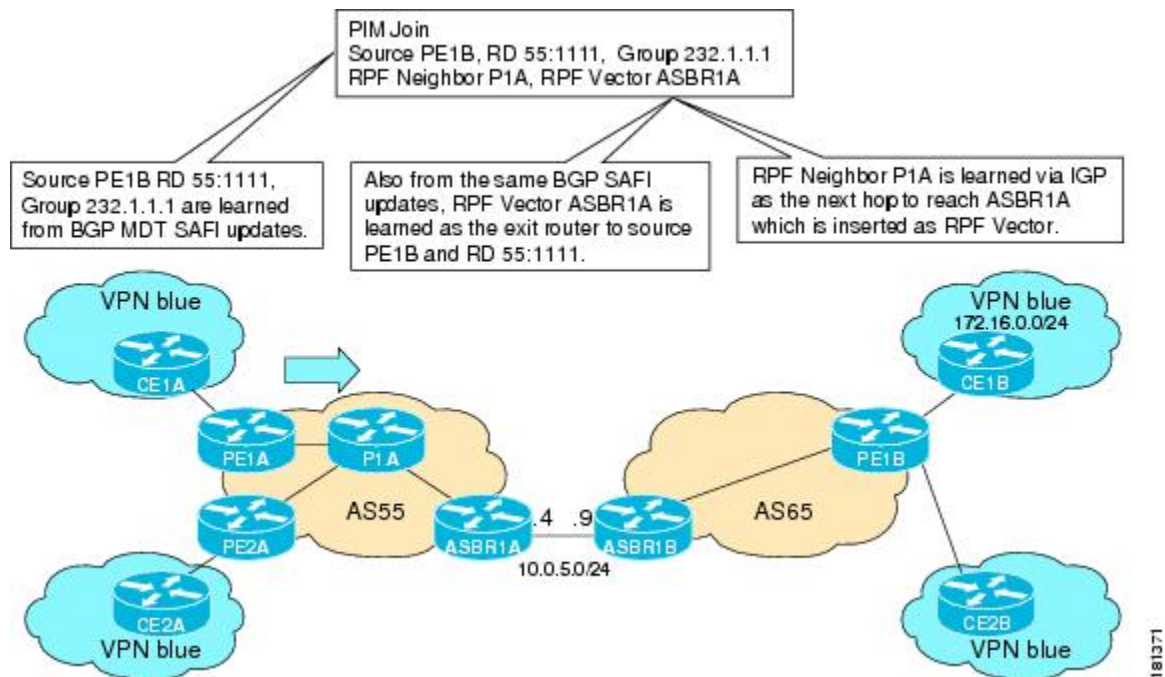 PIM Join
Source PE1B, RD 55:1111, Group 232.1.1.1
RPF Neighbor P1A, RPF Vector ASBR1A
Source PE1B RD 55:1111,
Group 232.1.1.1 are learned
from BGP MDT SAFI updates.
Also from the same BGP SAFI
updates, RPF Vector ASBR1A is
learned as the exit router to source
PE1B and RD 55:1111.
RPF Neighbor P1A is learned via IGP
as the next hop to reach ASBR1A
which is inserted as RPF Vector.
VPN blue
CE1A
VPN blue
172.16.0.0/24
CE1B
PE1A
P1A
PE1B
PE2A
AS55
ASBR1A
.4
.9
ASBR1B
AS65
10.0.5.0/24
CE2A
VPN blue
CE2B
VPN blue
181371